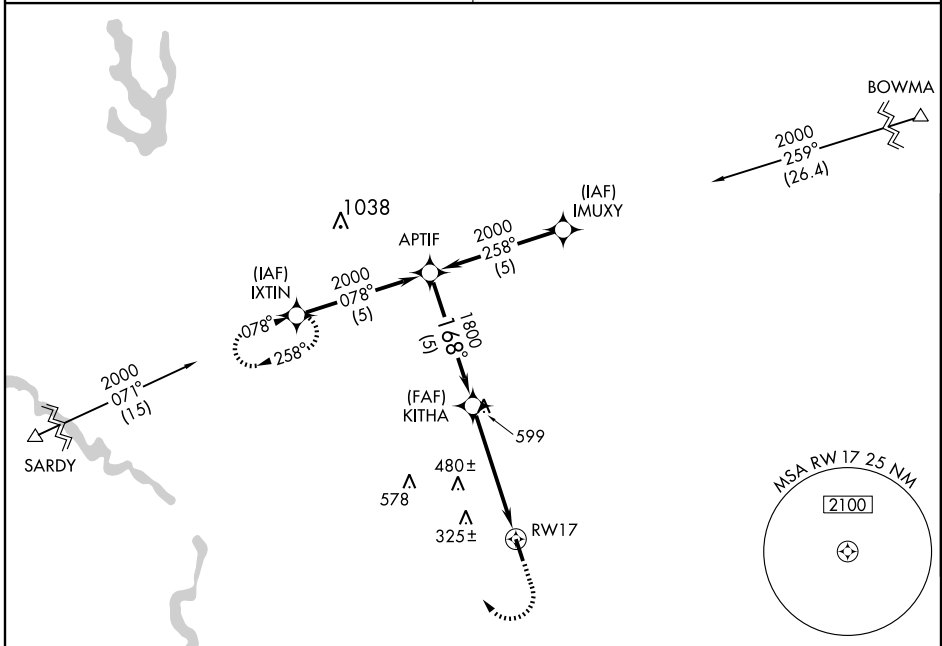 BOWMA
2000
259°
(26.4)
(IAF)
IMUXY
1038
APTIF
2000
258°
(5)
(IAF)
IXTIN
2000
078°
(5)
078°
258°
1800
168°
(5)
2000
071°
(15)
SARDY
(FAF)
KITHA
599
480±
578
325±
RW17
MSA RW 17 25 NM
2100